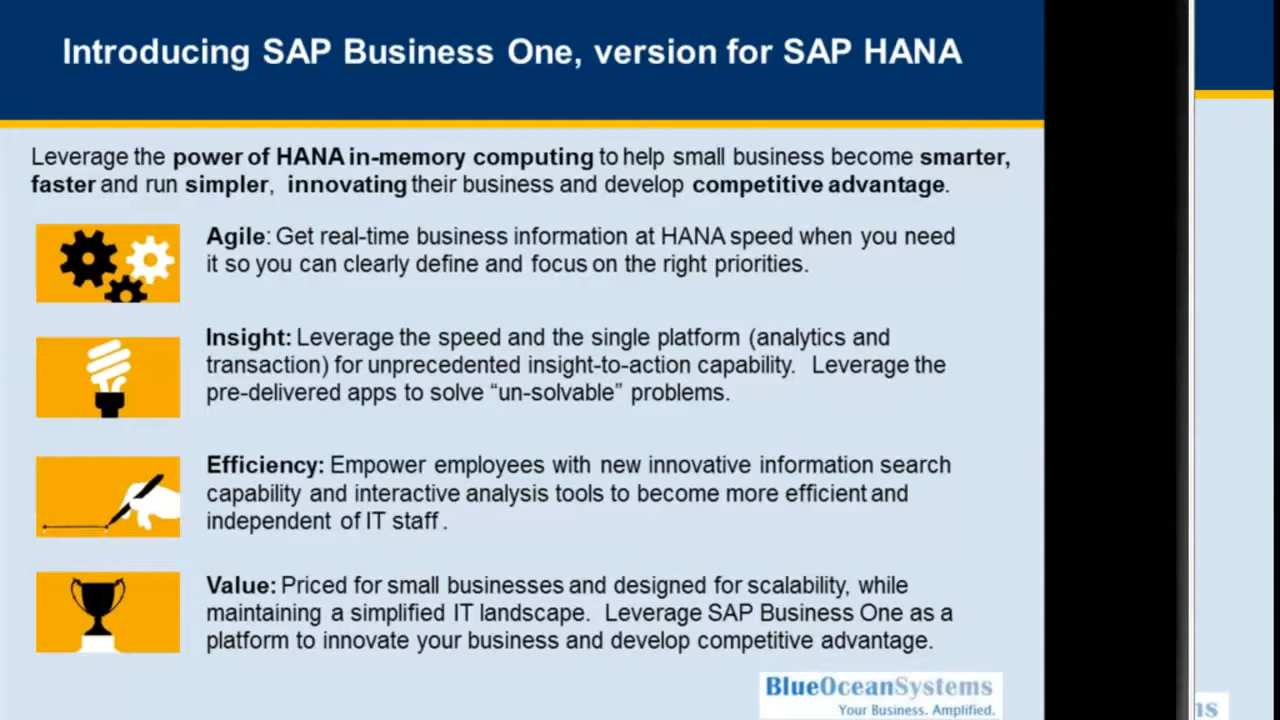 Introducing SAP Business One, version for SAP HANA
Leverage the power of HANA in-memory computing to help small business become smarter,
faster and run simpler, innovating their business and develop competitive advantage.
Agile: Get real-time business information at HANA speed when you need
it so you can clearly define and focus on the right priorities.
Insight: Leverage the speed and the single platform (analytics and
transaction) for unprecedented insight-to-action capability. Leverage the
pre-delivered apps to solve “un-solvable” problems.
Efficiency: Empower employees with new innovative information search
capability and interactive analysis tools to become more efficient and
independent of IT staff.
Value: Priced for small businesses and designed for scalability, while
maintaining a simplified IT landscape. Leverage SAP Business One as a
platform to innovate your business and develop competitive advantage.
BlueOceanSystems
Your Business. Amplified.
ns